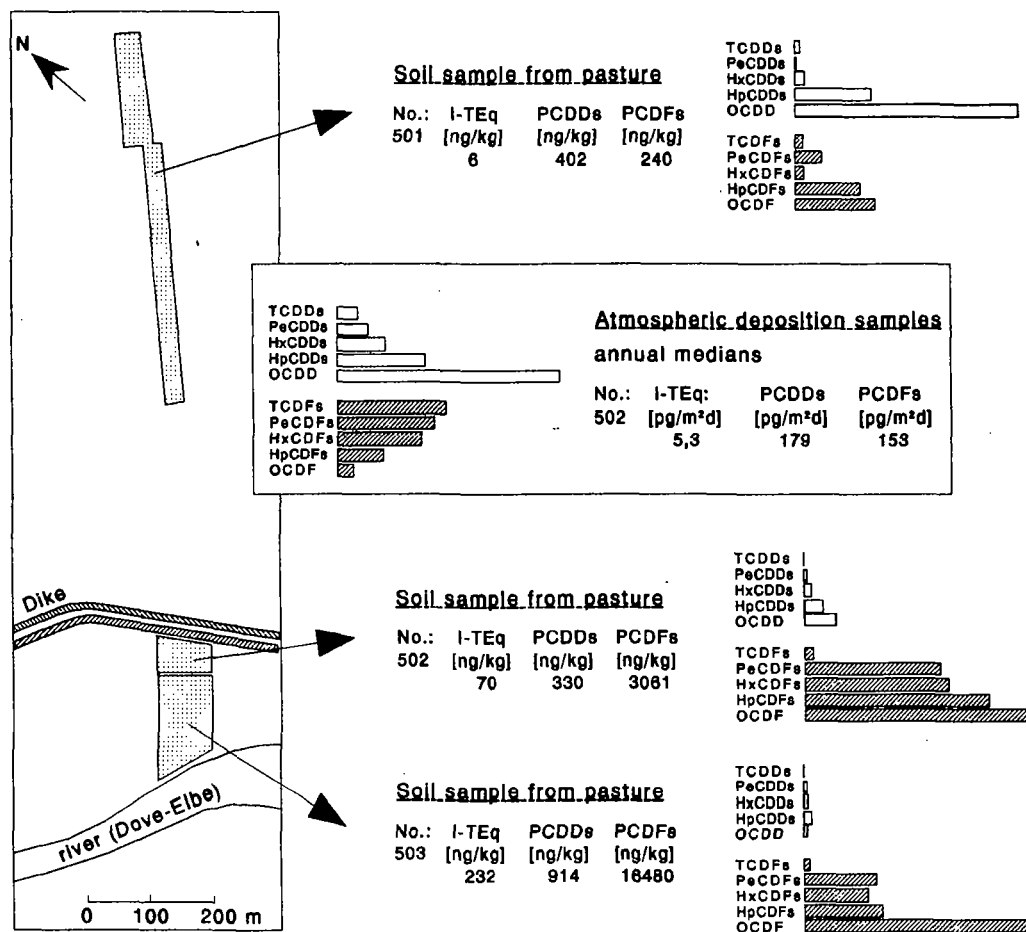 N
Soil sample from pasture
No.: I-TEq PCDDs PCDFs
501 [ng/kg] [ng/kg] [ng/kg]
6 402 240
TCDDs
PeCDDs
HxCDDs
HpCDDs
OCDD
TCDFs
PeCDFs
HxCDFs
HpCDFs
OCDF
TCDDs
PeCDDs
HxCDDs
HpCDDs
OCDD
TCDFs
PeCDFs
HxCDFs
HpCDFs
OCDF
Atmospheric deposition samples
annual medians
No.: I-TEq: PCDDs PCDFs
502 [pg/m²d] [pg/m²d] [pg/m²d]
5,3 179 153
Dike
Soil sample from pasture
No.: I-TEq PCDDs PCDFs
502 [ng/kg] [ng/kg] [ng/kg]
70 330 3061
TCDDs
PeCDDs
HxCDDs
HpCDDs
OCDD
TCDFs
PeCDFs
HxCDFs
HpCDFs
OCDF
river (Dove-Elbe)
Soil sample from pasture
No.: I-TEq PCDDs PCDFs
503 [ng/kg] [ng/kg] [ng/kg]
232 914 16480
TCDDs
PeCDDs
HxCDDs
HpCDDs
OCDD
TCDFs
PeCDFs
HxCDFs
HpCDFs
OCDF
0 100 200 m